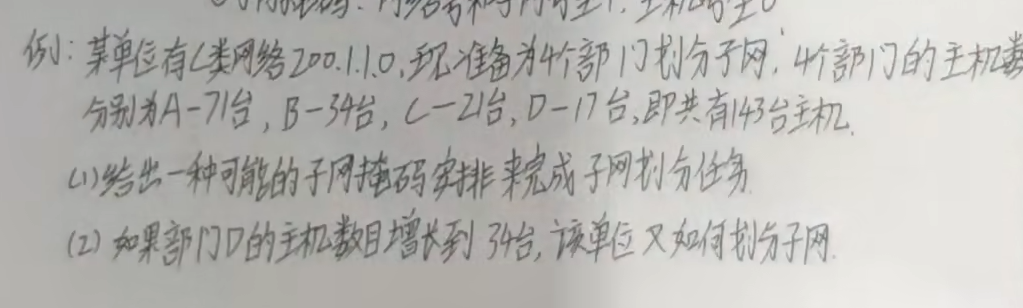 例：某单位有C类网络200.1.1.0，现准备为4个部门划分子网，4个部门的主机数
分别为A-71台，B-34台，C-21台，D-17台，即共有143台主机.
(1)给出一种可能的子网掩码安排来完成子网划分任务.
(2)如果部门D的主机数目增长到34台，该单位又如何划分子网.